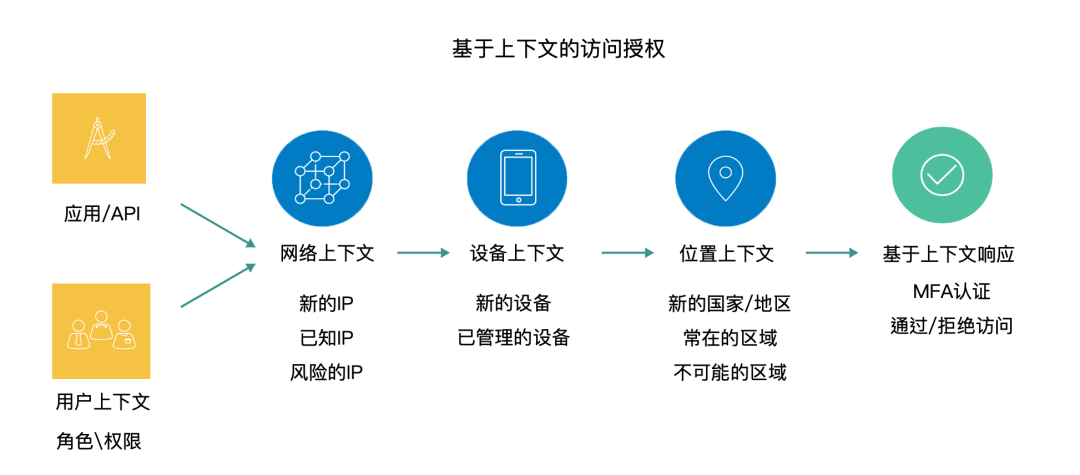 基于上下文的访问授权
应用/API
用户上下文
角色\权限
网络上下文
新的IP
已知IP
风险的IP
设备上下文
新的设备
已管理的设备
位置上下文
新的国家/地区
常在的区域
不可能的区域
基于上下文响应
MFA认证
通过/拒绝访问